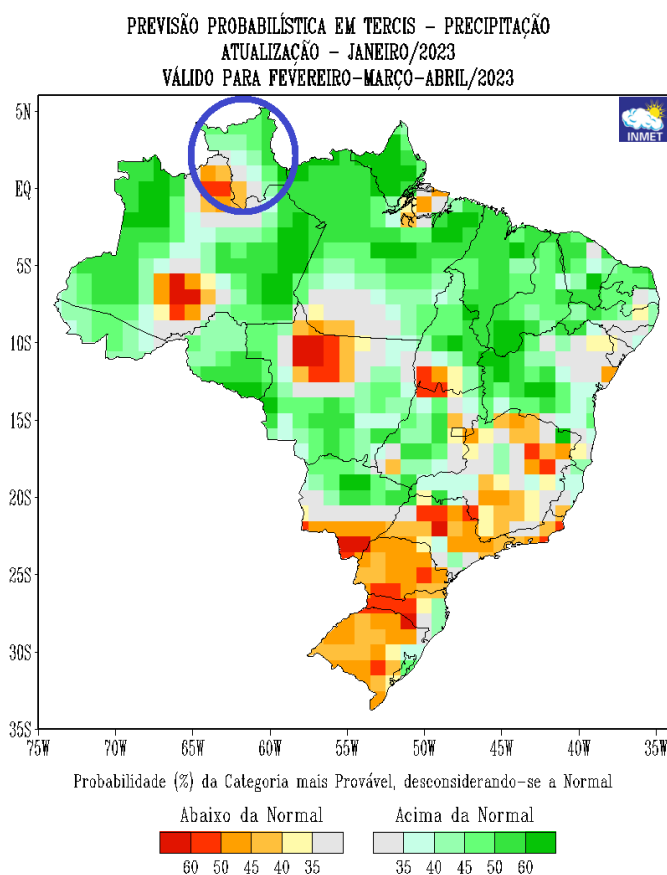 PREVISÃO PROBABILÍSTICA EM TERCIS – PRECIPITAÇÃO
ATUALIZAÇÃO – JANEIRO/2023
VÁLIDO PARA FEVEREIRO–MARÇO–ABRIL/2023
INMET
5N
EQ
5S
10S
15S
20S
25S
30S
35S
75W 70W 65W 60W 55W 50W 45W 40W 35W
Probabilidade (%) da Categoria mais Provável, desconsiderando–se a Normal
Abaixo da Normal Acima da Normal
60 50 45 40 35 35 40 45 50 60